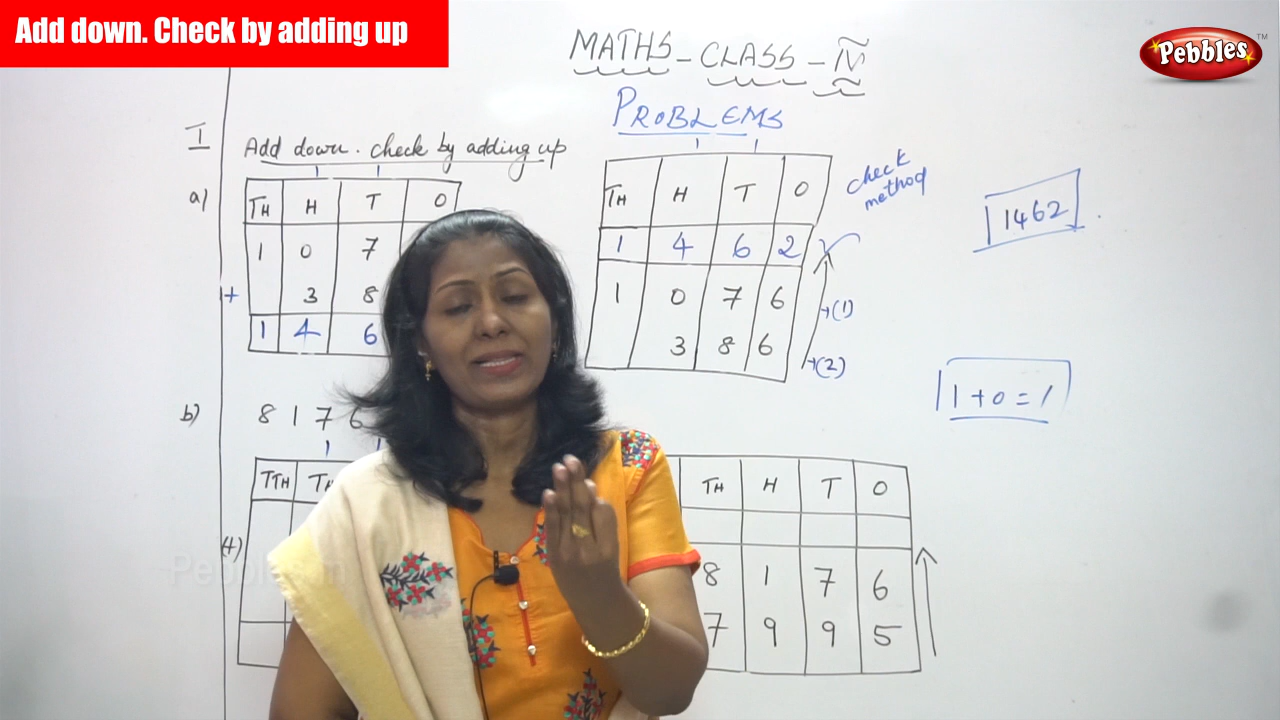 Add down. Check by adding up
Pebbles TM
MATHS - CLASS - IV
PROBLEMS
I Add down. check by adding up
a)
TH H T O
1 0 7
+ 3 8
1 4 6
TH H T O
1 4 6 2
1 0 7 6 → (1)
3 8 6 → (2)
check
method
1462
1 + 0 = 1
b) 8 1 7 6
TTH TH
(+)
TH H T O
8 1 7 6
7 9 9 5